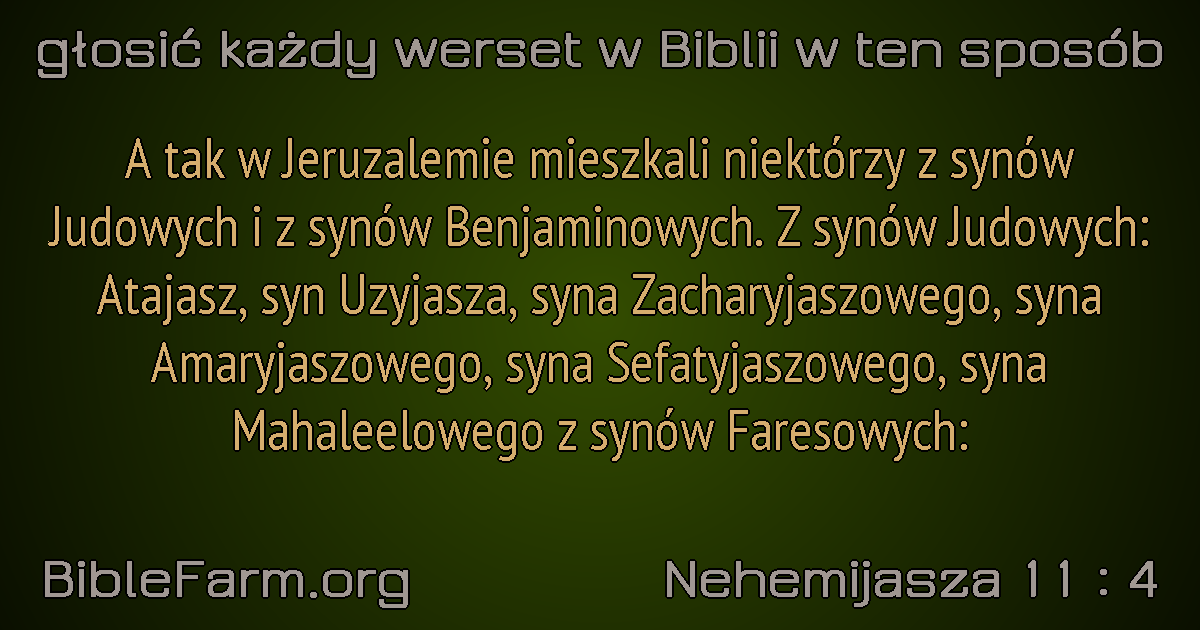 głosić każdy werset w Biblii w ten sposób
A tak w Jeruzalemie mieszkali niektórzy z synów
Judowych i z synów Benjaminowych. Z synów Judowych:
Atajasz, syn Uzyjasza, syna Zacharyjaszowego, syna
Amaryjaszowego, syna Sefatyjaszowego, syna
Mahaleelowego z synów Faresowych:
BibleFarm.org
Nehemijasza 11 : 4